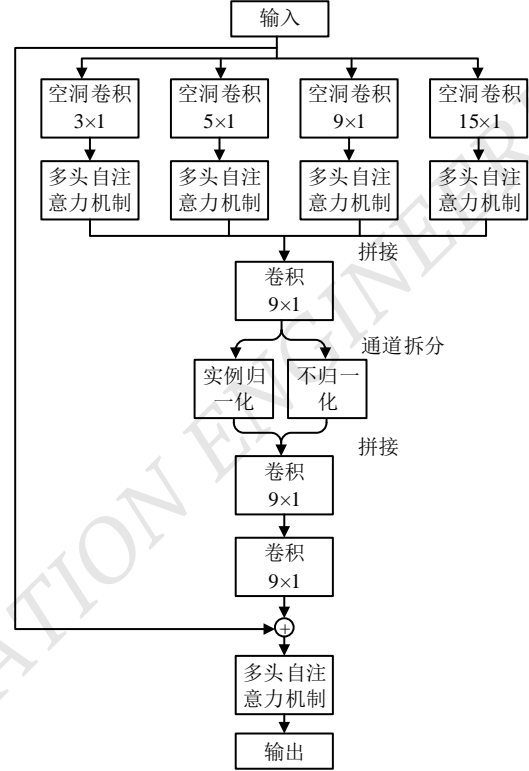 输入
空洞卷积
3×1
空洞卷积
5×1
空洞卷积
9×1
空洞卷积
15×1
多头自注
意力机制
多头自注
意力机制
多头自注
意力机制
多头自注
意力机制
拼接
卷积
9×1
通道拆分
实例归
一化
不归一
化
拼接
卷积
9×1
卷积
9×1
+
多头自注
意力机制
输出
ATION ENGINEER